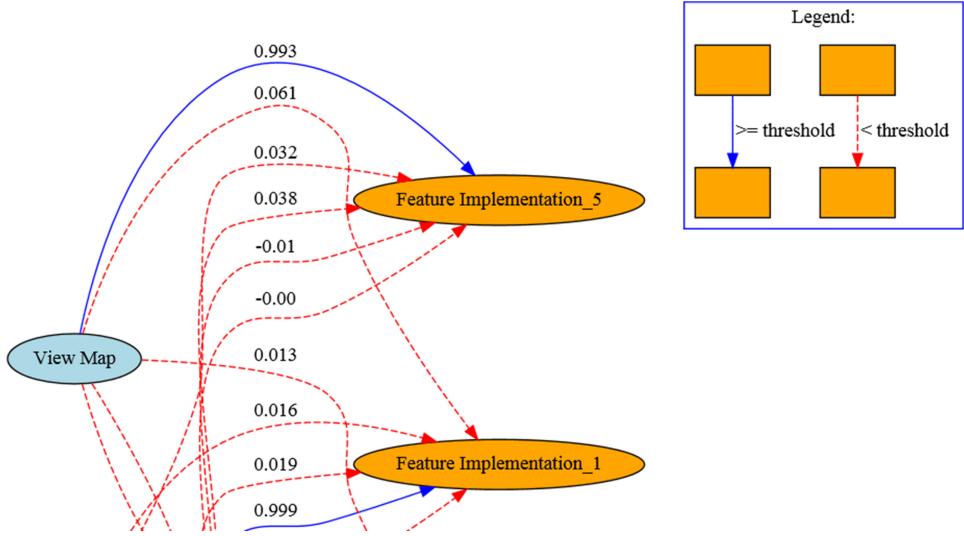 Legend:
>= threshold
< threshold
0.993
0.061
0.032
Feature Implementation_5
0.038
-0.01
-0.00
View Map
0.013
0.016
Feature Implementation_1
0.019
0.999